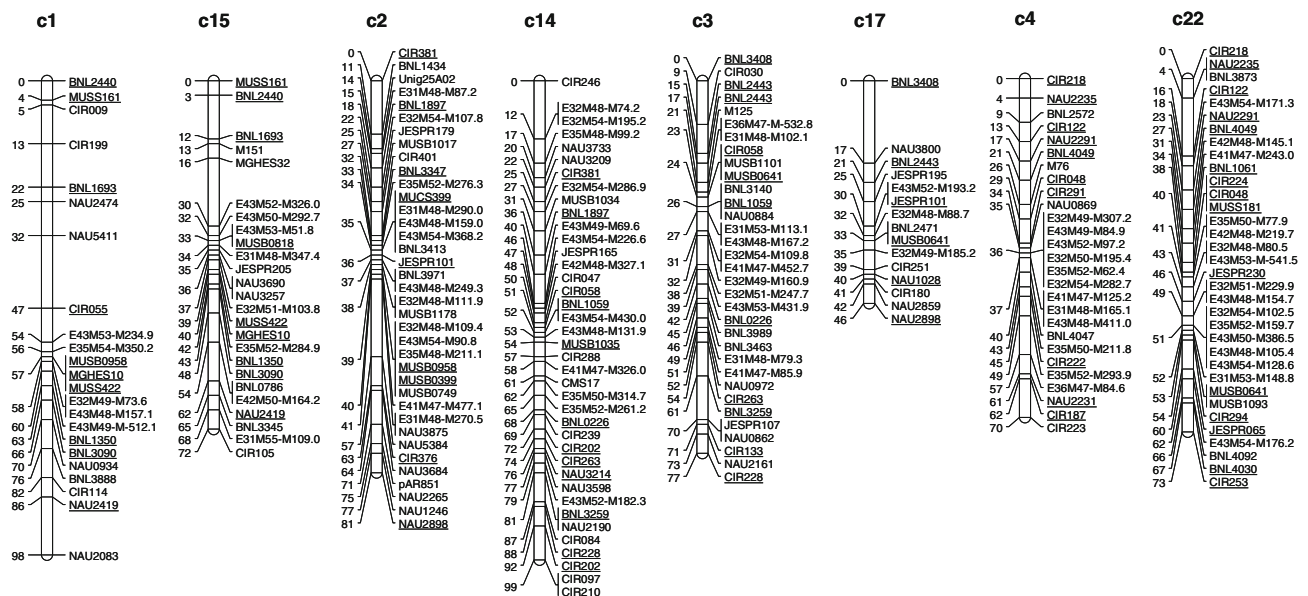 c1
0 BNL2440
4 MUSS161
5 CIR009
13 CIR199
22 BNL1693
25 NAU2474
32 NAU5411
47 CIR055
54 E43M53-M234.9
56 E35M54-M350.2
MUSB0958
57 MGHES10
MUSS422
E32M49-M73.6
58 E43M48-M157.1
60 E43M49-M-512.1
63 BNL1350
66 BNL3090
70 NAU0934
76 BNL3888
82 CIR114
86 NAU2419
98 NAU2083
c15
0 MUSS161
3 BNL2440
12 BNL1693
13 M151
16 MGHES32
30 E43M52-M326.0
32 E43M50-M292.7
E43M53-M51.8
33 MUSB0818
34 E31M48-M347.4
35 JESPR205
NAU3690
36 NAU3257
37 E32M51-M103.8
39 MUSS422
40 MGHES10
42 E35M52-M284.9
43 BNL1350
48 BNL3090
BNL0786
54 E42M50-M164.2
62 NAU2419
65 BNL3345
68 E31M55-M109.0
72 CIR105
c2
0 CIR381
11 BNL1434
14 Unig25A02
15 E31M48-M87.2
18 BNL1897
22 E32M54-M107.8
25 JESPR179
27 MUSB1017
32 CIR401
33 BNL3347
34 E35M52-M276.3
MUCS399
E31M48-M290.0
35 E43M48-M159.0
E43M54-M368.2
BNL3413
36 JESPR101
37 BNL3971
E43M48-M249.3
38 E32M48-M111.9
MUSB1178
E32M48-M109.4
E43M54-M90.8
39 E35M48-M211.1
MUSB0958
MUSB0399
MUSB0749
40 E41M47-M477.1
E31M48-M270.5
41 NAU3875
57 NAU5384
63 CIR376
64 NAU3684
71 pAR851
75 NAU2265
77 NAU1246
81 NAU2898
c14
0 CIR246
E32M48-M74.2
12 E32M54-M195.2
17 E35M48-M99.2
20 NAU3733
22 NAU3209
25 CIR381
27 E32M54-M286.9
31 MUSB1034
36 BNL1897
40 E43M49-M69.6
46 E43M54-M226.6
47 JESPR165
48 E42M48-M327.1
50 CIR047
51 CIR058
52 BNL1059
E43M54-M430.0
53 E43M48-M131.9
54 MUSB1035
57 CIR288
58 E41M47-M326.0
61 CMS17
62 E35M50-M314.7
65 E35M52-M261.2
68 BNL0226
69 CIR239
72 CIR202
74 CIR263
76 NAU3214
77 NAU3598
79 E43M52-M182.3
81 BNL3259
NAU2190
87 CIR084
88 CIR228
92 CIR202
99 CIR097
CIR210
c3
0 BNL3408
9 CIR030
15 BNL2443
17 BNL2443
21 M125
E36M47-M-532.8
23 E31M48-M102.1
CIR058
24 MUSB1101
MUSB0641
BNL3140
26 BNL1059
NAU0884
E31M53-M113.1
27 E43M48-M167.2
E32M54-M109.8
31 E41M47-M452.7
32 E32M49-M160.9
38 E32M51-M247.7
39 E43M53-M431.9
42 BNL0226
45 BNL3989
46 BNL3463
49 E31M48-M79.3
51 E41M47-M85.9
52 NAU0972
54 CIR263
61 BNL3259
JESPR107
70 NAU0862
71 CIR133
73 NAU2161
77 CIR228
c17
0 BNL3408
17 NAU3800
21 BNL2443
25 JESPR195
E43M52-M193.2
30 JESPR101
32 E32M48-M88.7
BNL2471
33 MUSB0641
35 E32M49-M185.2
39 CIR251
40 NAU1028
41 CIR180
42 NAU2859
46 NAU2898
c4
0 CIR218
4 NAU2235
9 BNL2572
13 CIR122
17 NAU2291
21 BNL4049
26 M76
29 CIR048
34 CIR291
35 NAU0869
E32M49-M307.2
E43M49-M84.9
E43M52-M97.2
36 E32M50-M195.4
E35M52-M62.4
E32M54-M282.7
E41M47-M125.2
37 E31M48-M165.1
E43M48-M411.0
40 BNL4047
43 E35M50-M211.8
45 CIR222
49 E35M52-M293.9
57 E36M47-M84.6
61 NAU2231
62 CIR187
70 CIR223
c22
0 CIR218
NAU2235
4 BNL3873
16 CIR122
18 E43M54-M171.3
23 NAU2291
27 BNL4049
31 E42M48-M145.1
34 E41M47-M243.0
38 BNL1061
CIR224
40 CIR048
MUSS181
E35M50-M77.9
41 E42M48-M219.7
E32M48-M80.5
43 E43M53-M-541.5
46 JESPR230
E32M51-M229.9
49 E43M48-M154.7
E32M54-M102.5
E35M52-M159.7
51 E43M50-M386.5
E43M48-M105.4
E43M54-M128.6
52 E31M53-M148.8
MUSB0641
53 MUSB1093
54 CIR294
60 JESPR065
62 E43M54-M176.2
66 BNL4092
67 BNL4030
73 CIR253